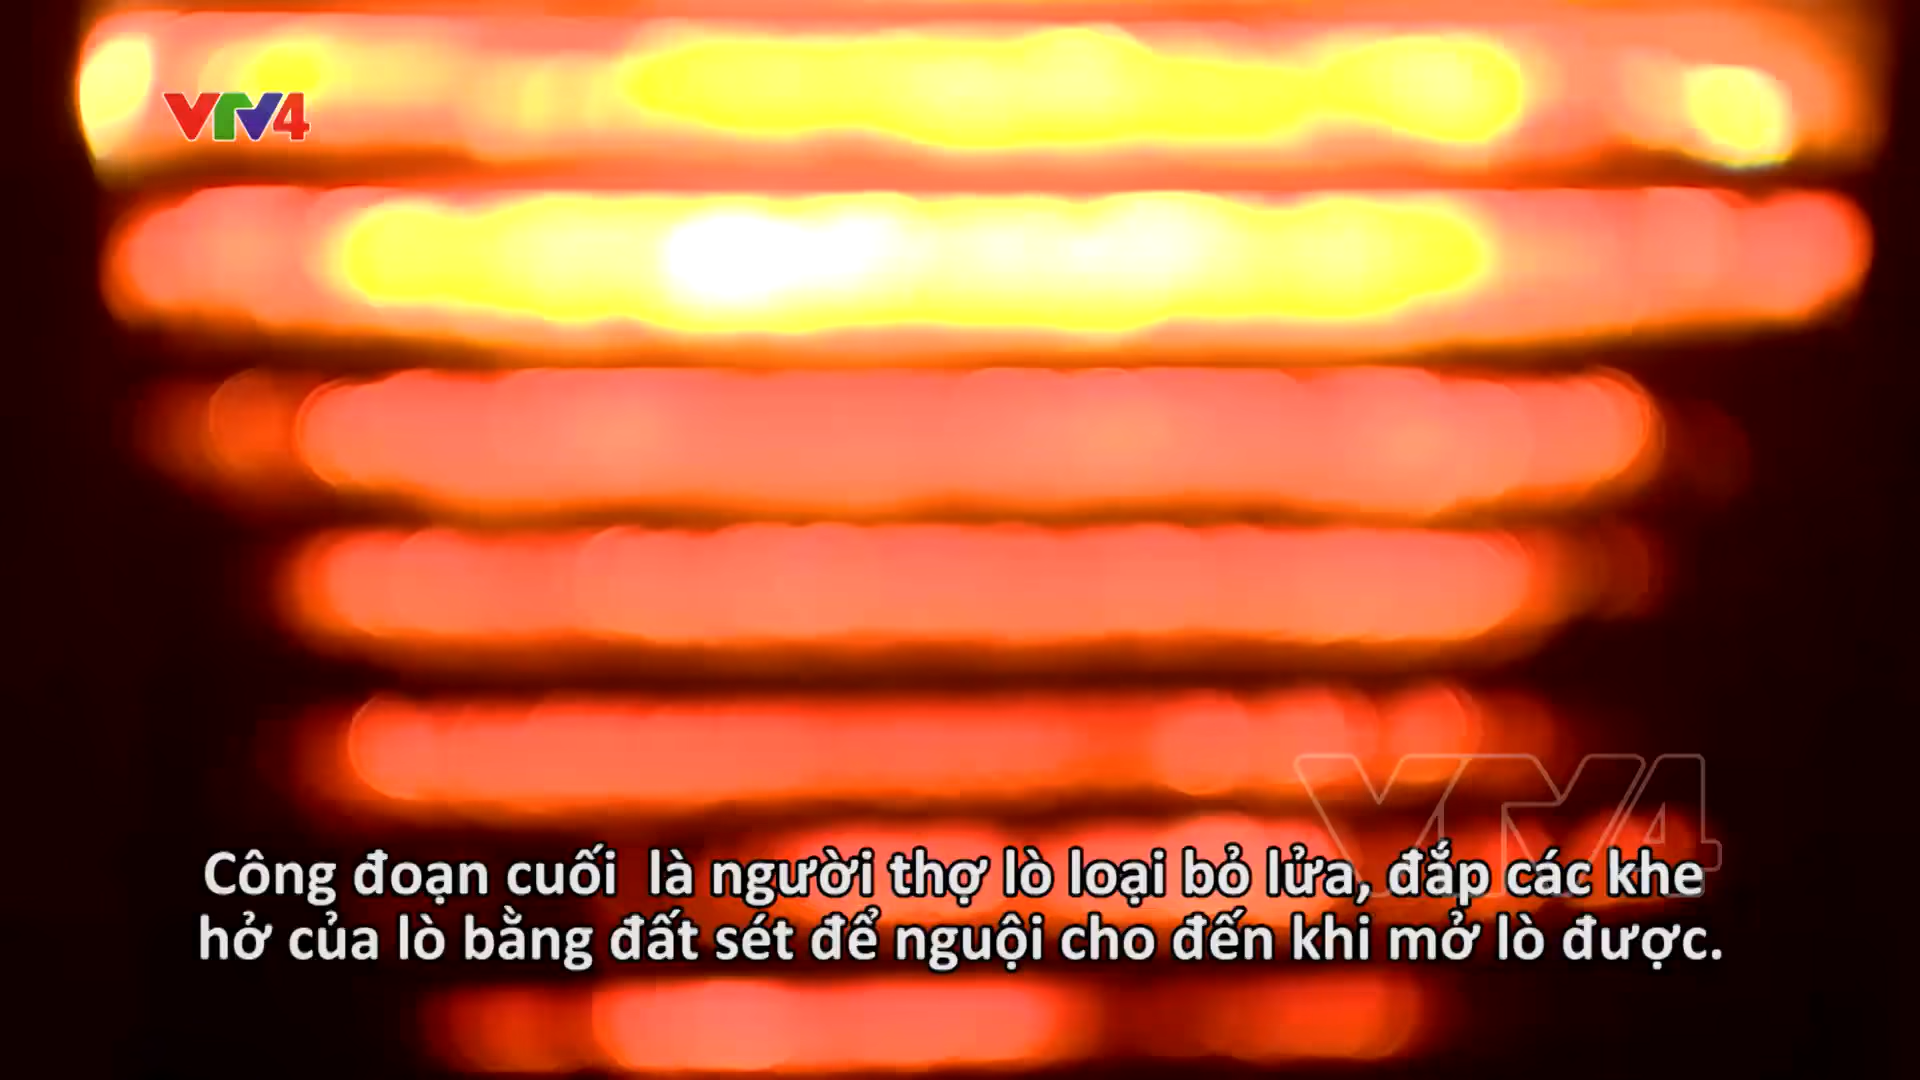 VTV4
VTV4
Công đoạn cuối  là người thợ lò loại bỏ lửa, đắp các khe
hở của lò bằng đất sét để nguội cho đến khi mở lò được.